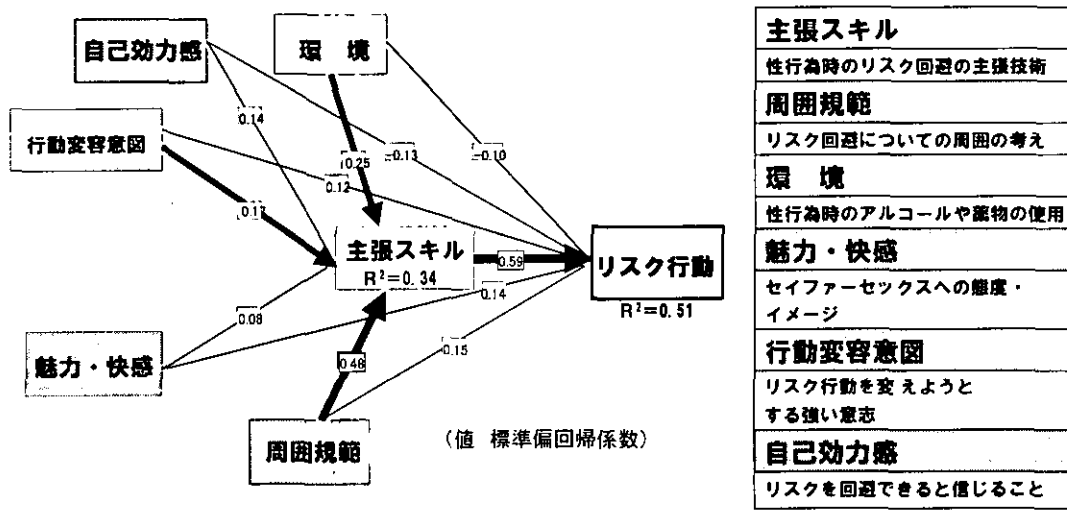 自己効力感
環 境
行動変容意図
0.14
-0.13
-0.10
0.25
0.12
0.17
主張スキル
R²=0.34
0.59
リスク行動
R²=0.51
0.14
0.08
0.15
魅力・快感
0.48
周囲規範
(値 標準偏回帰係数)
主張スキル
性行為時のリスク回避の主張技術
周囲規範
リスク回避についての周囲の考え
環 境
性行為時のアルコールや薬物の使用
魅力・快感
セイファーセックスへの態度・
イメージ
行動変容意図
リスク行動を変えようと
する強い意志
自己効力感
リスクを回避できると信じること